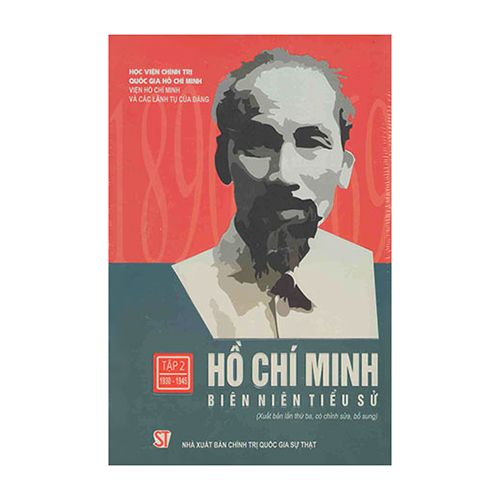 HỌC VIỆN CHÍNH TRỊ
QUỐC GIA HỒ CHÍ MINH
VIỆN HỒ CHÍ MINH
VÀ CÁC LÃNH TỤ CỦA ĐẢNG
TẬP 2
1930 - 1945
HỒ CHÍ MINH
BIÊN NIÊN TIỂU SỬ
(Xuất bản lần thứ ba, có chỉnh sửa, bổ sung)
ST
NHÀ XUẤT BẢN CHÍNH TRỊ QUỐC GIA SỰ THẬT